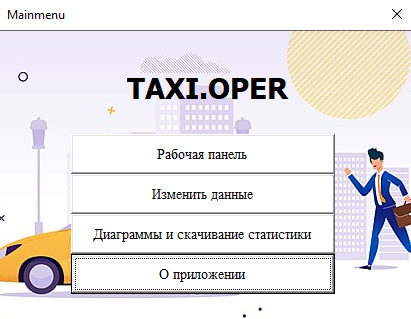 Mainmenu
TAXI.OPER
Рабочая панель
Изменить данные
Диаграммы и скачивание статистики
О приложении